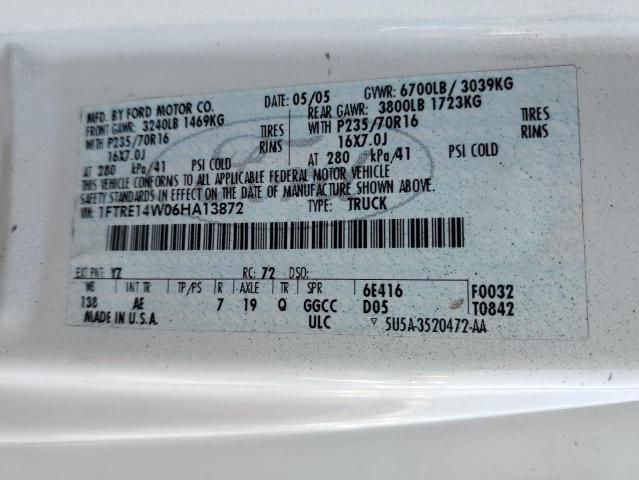 MFD. BY FORD MOTOR CO.
DATE: 05/05 GVWR: 6700LB/ 3039KG
FRONT GAWR: 3240LB 1469KG REAR GAWR: 3800LB 1723KG
WITH P235/70R16 TIRES WITH P235/70R16 TIRES
16X7.0J RIMS 16X7.0J RIMS
AT 280 kPa/41 PSI COLD AT 280 kPa/41 PSI COLD
THIS VEHICLE CONFORMS TO ALL APPLICABLE FEDERAL MOTOR VEHICLE
SAFETY STANDARDS IN EFFECT ON THE DATE OF MANUFACTURE SHOWN ABOVE.
1FTRE14W06HA13872 TYPE: TRUCK
EXT PNT: YZ RC: 72 DSO:
WB INT TR TP/PS R AXLE TR SPR 6E416 F0032
138 AE 7 19 Q GGCC D05 T0842
MADE IN U.S.A. ULC ▽ 5U5A-3520472-AA